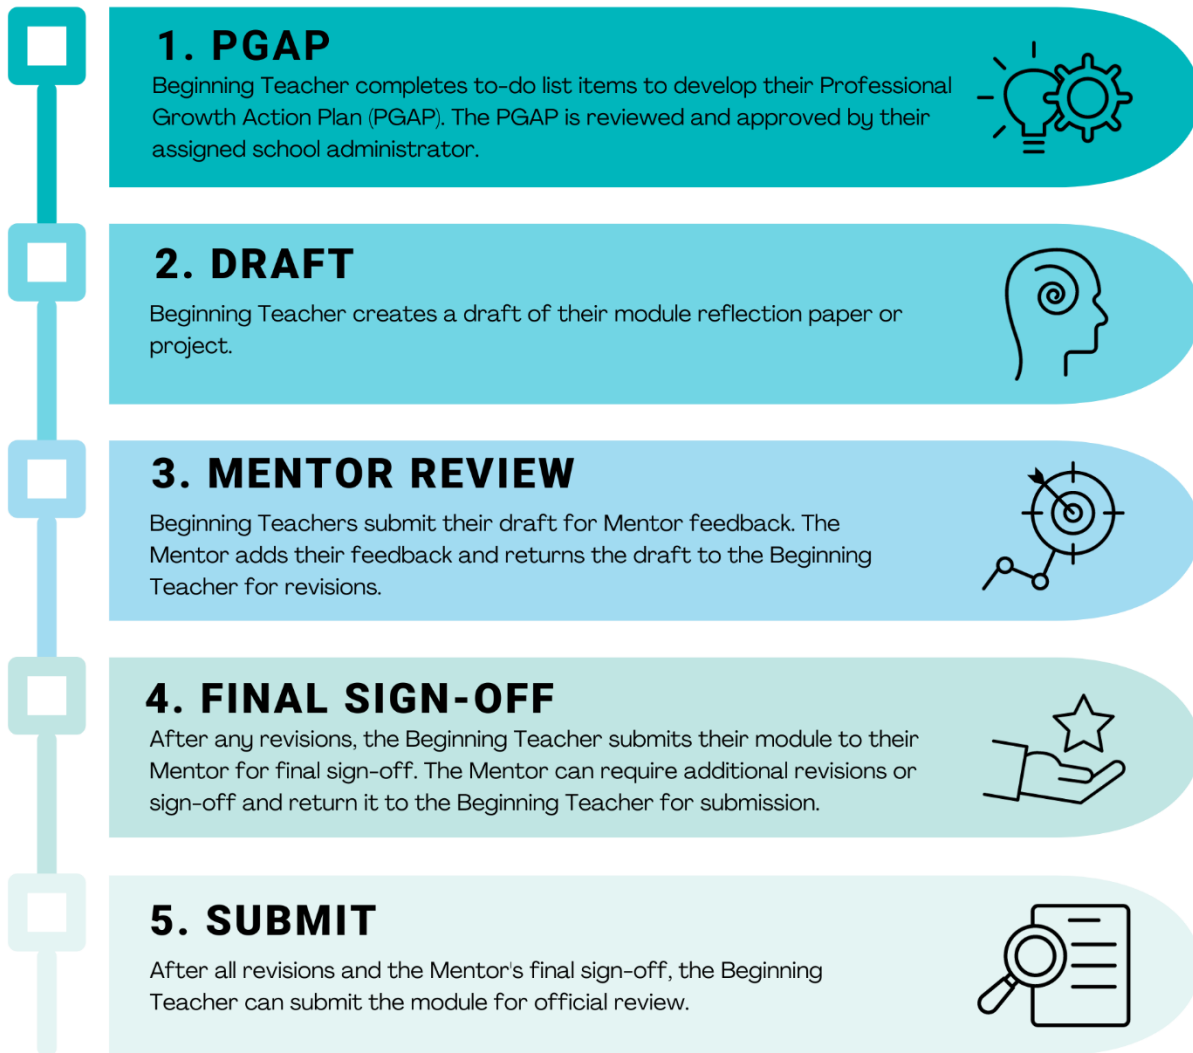 1. PGAP
Beginning Teacher completes to-do list items to develop their Professional
Growth Action Plan (PGAP). The PGAP is reviewed and approved by their
assigned school administrator.
2. DRAFT
Beginning Teacher creates a draft of their module reflection paper or
project.
3. MENTOR REVIEW
Beginning Teachers submit their draft for Mentor feedback. The
Mentor adds their feedback and returns the draft to the Beginning
Teacher for revisions.
4. FINAL SIGN-OFF
After any revisions, the Beginning Teacher submits their module to their
Mentor for final sign-off. The Mentor can require additional revisions or
sign-off and return it to the Beginning Teacher for submission.
5. SUBMIT
After all revisions and the Mentor's final sign-off, the Beginning
Teacher can submit the module for official review.